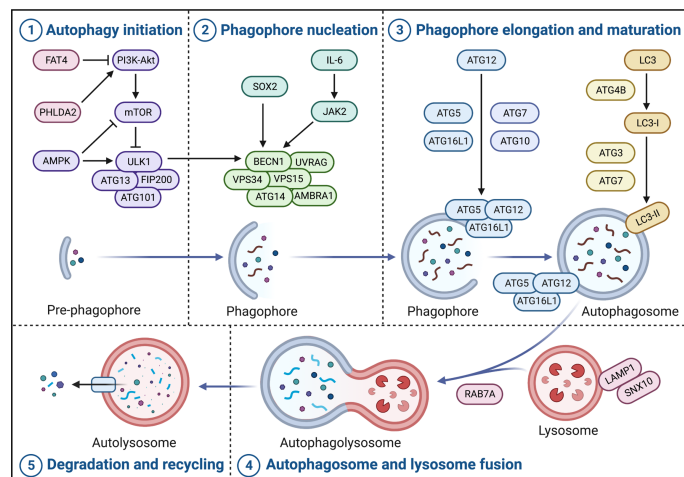 1 Autophagy initiation
FAT4
PI3K-Akt
PHLDA2
mTOR
AMPK
ULK1
ATG13
FIP200
ATG101
Pre-phagophore
2 Phagophore nucleation
IL-6
SOX2
JAK2
BECN1
UVRAG
VPS34
VPS15
ATG14
AMBRA1
Phagophore
3 Phagophore elongation and maturation
ATG12
LC3
ATG4B
ATG5
ATG7
LC3-I
ATG16L1
ATG10
ATG3
ATG7
ATG5
ATG12
ATG16L1
LC3-II
ATG5
ATG12
ATG16L1
Phagophore
Autophagosome
LAMP1
SNX10
RAB7A
Lysosome
Autophagolysosome
4 Autophagosome and lysosome fusion
Autolysosome
5 Degradation and recycling